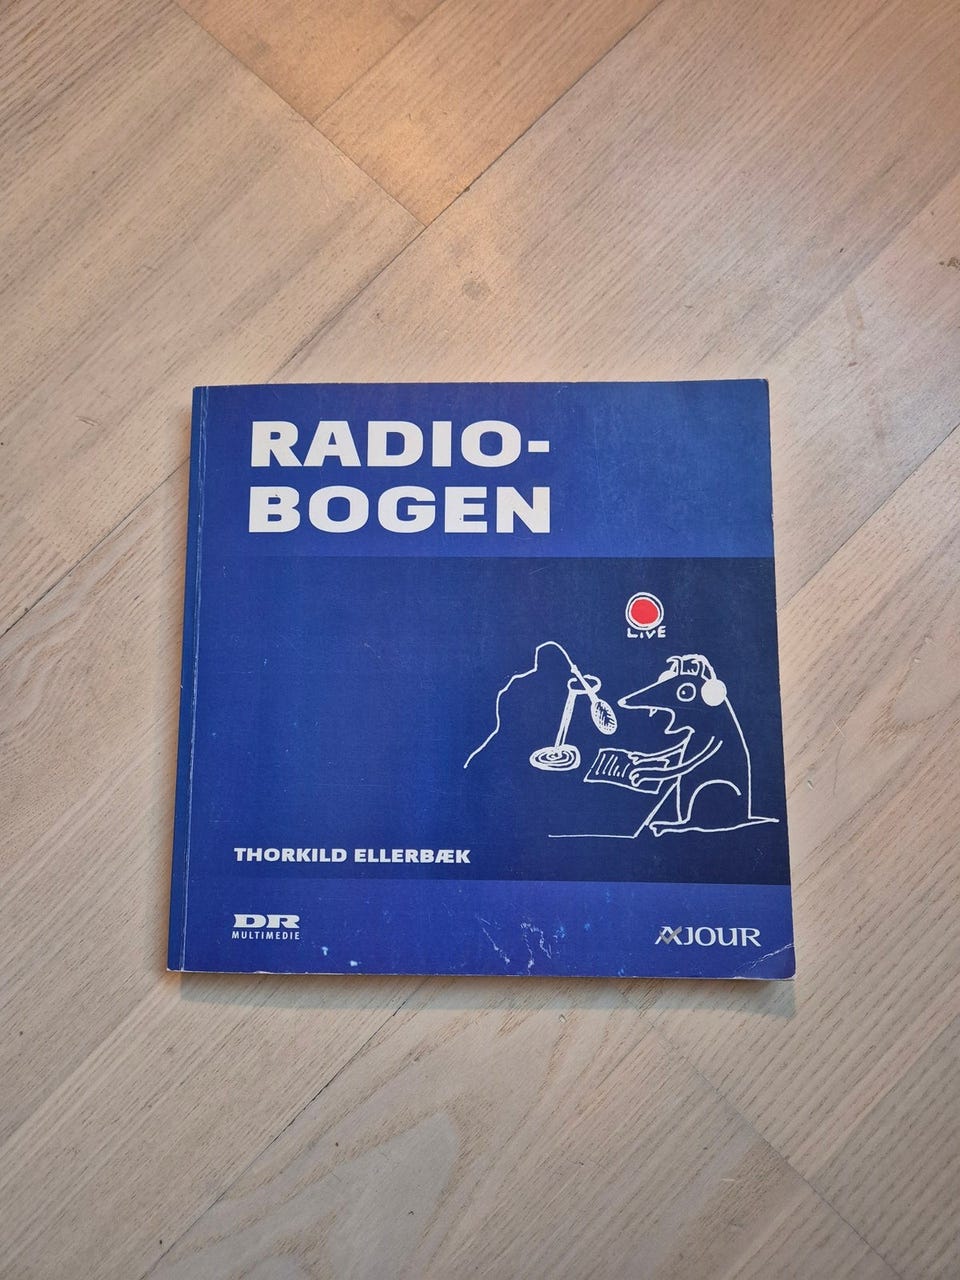 RADIO-
BOGEN
LIVE
THORKILD ELLERBÆK
DR
MULTIMEDIE
AJOUR